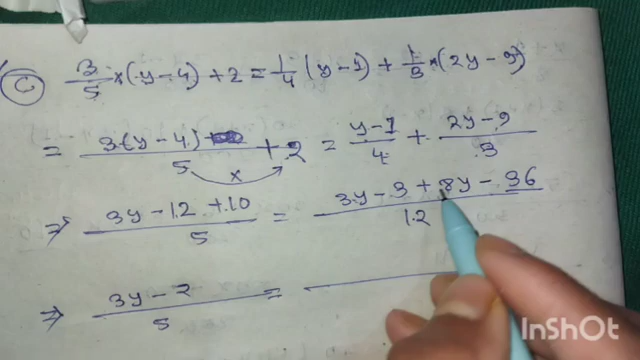 C 3/5 × (y - 4) + 2 = 1/4 (y - 1) + 1/3 × (2y - 9)
= 3(y - 4)/5 + 2 = y - 1/4 + 2y - 9/3
×
⇒ 3y - 12 + 10/5 = 3y - 3 + 8y - 36/12
⇒ 3y - 2/5 =
InShOt